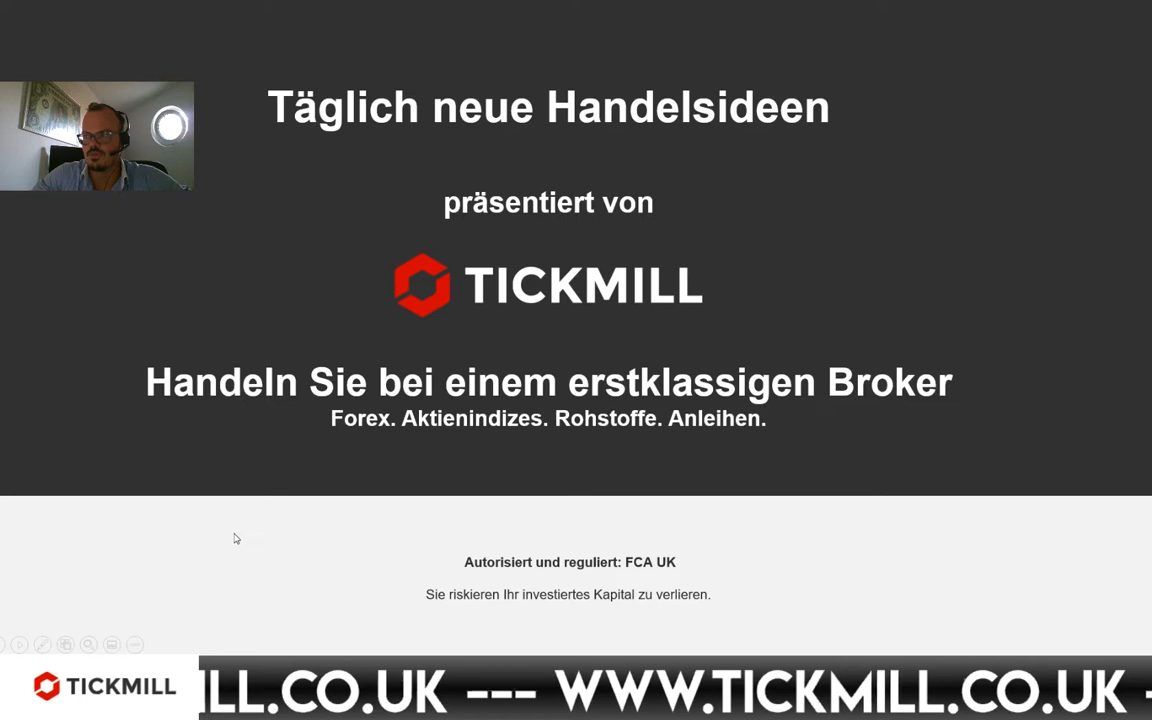 Täglich neue Handelsideen
präsentiert von
TICKMILL
Handeln Sie bei einem erstklassigen Broker
Forex. Aktienindizes. Rohstoffe. Anleihen.
Autorisiert und reguliert: FCA UK
Sie riskieren Ihr investiertes Kapital zu verlieren.
TICKMILL
ILL.CO.UK --- WWW.TICKMILL.CO.UK -